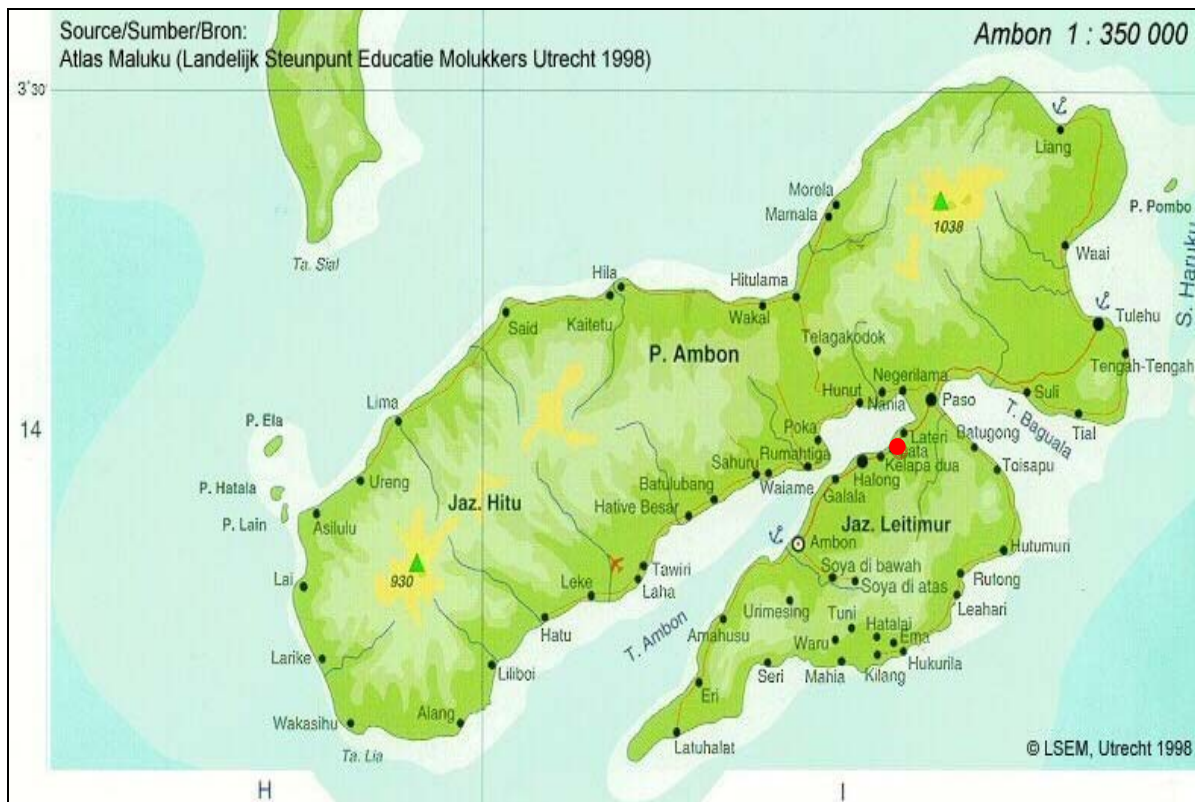 Source/Sumber/Bron:
Atlas Maluku (Landelijk Steunpunt Educatie Molukkers Utrecht 1998)
Ambon 1 : 350 000
3°30'
Liang
Morela
Mamala
P. Pombo
1038
Waai
S. Haruku
Ta. Sial
Hila
Hitulama
Kaitetu
Wakal
Said
Tulehu
Telagakodok
P. Ambon
Tengah-Tengah
Negerilama
Hunut
Nania
Suli
Paso
Lima
T. Baguala
P. Ela
14
Poka
Lateri
Batugong
Tial
Rumahtiga
Kelapa dua
Sahuru
Toisapu
P. Hatala
Ureng
Batulubang
Waiame
Halong
Galala
Jaz. Hitu
Hative Besar
P. Lain
Asilulu
Jaz. Leitimur
Ambon
Hutumuri
930
Tawiri
Soya di bawah
Lai
Leke
Laha
Soya di atas
Rutong
Urimesing
Leahari
Hatu
T. Ambon
Amahusu
Tuni
Hatalai
Waru
Ema
Larike
Liliboi
Seri
Mahia
Kilang
Hukurila
Eri
Wakasihu
Alang
Ta. Lia
Latuhalat
© LSEM, Utrecht 1998
H
I